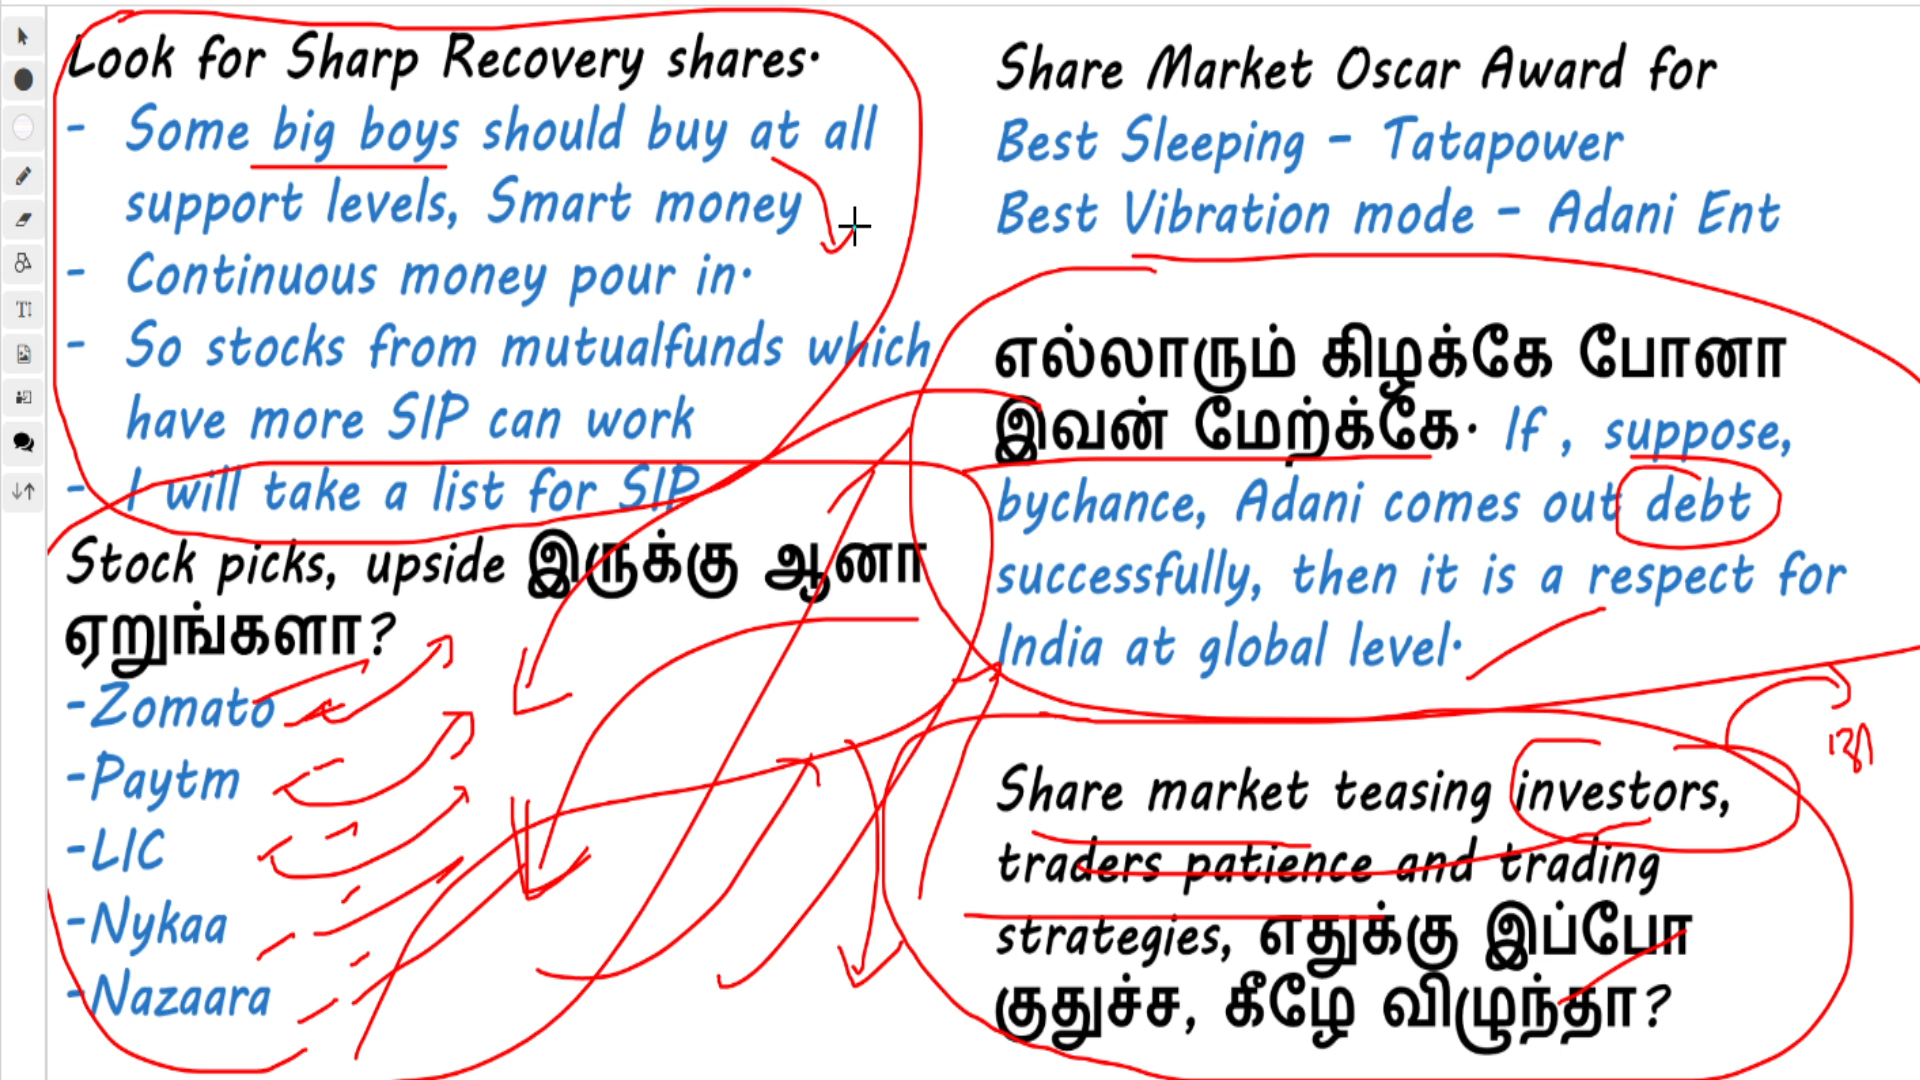 Look for Sharp Recovery shares.
- Some big boys should buy at all
support levels, Smart money
- Continuous money pour in.
- So stocks from mutualfunds which
have more SIP can work
- I will take a list for SIP
Stock picks, upside இருக்கு ஆனா
ஏறுங்களா?
-Zomato
-Paytm
-LIC
-Nykaa
-Nazaara
Share Market Oscar Award for
Best Sleeping - Tatapower
Best Vibration mode - Adani Ent
எல்லாரும் கிழக்கே போனா
இவன் மேற்க்கே. If , suppose,
bychance, Adani comes out debt
successfully, then it is a respect for
India at global level.
Share market teasing investors,
traders patience and trading
strategies, எதுக்கு இப்போ
குதுச்ச, கீழே விழுந்தா?